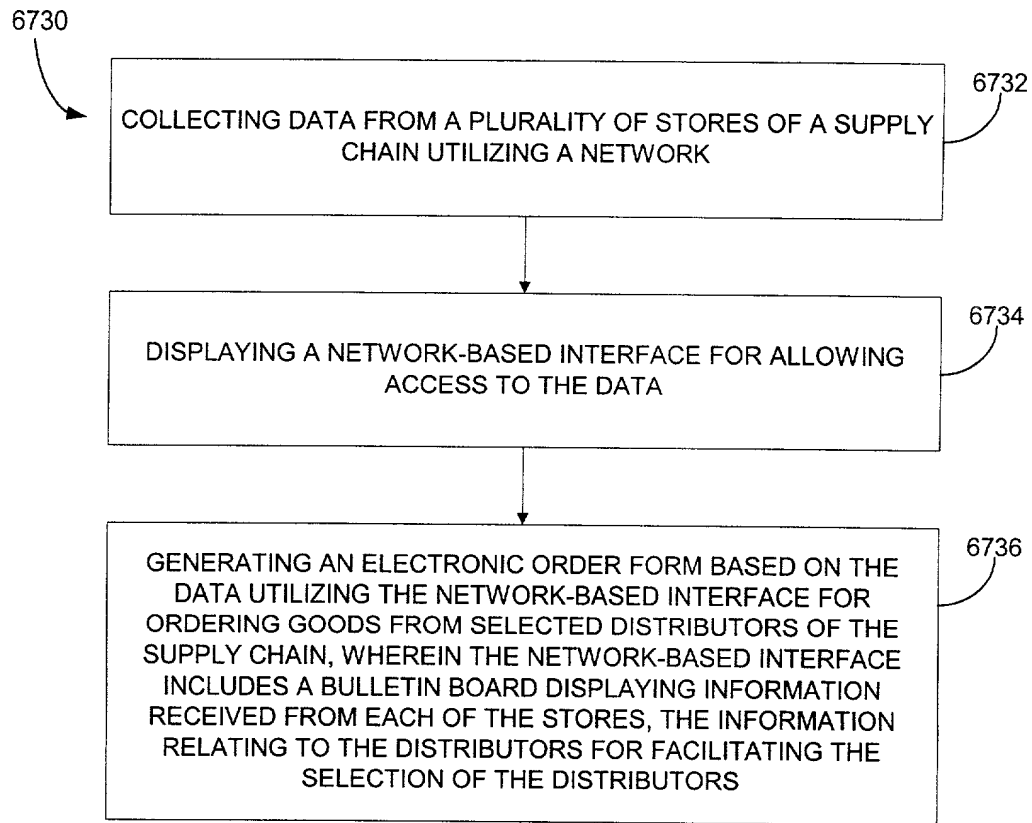 6730
6732
COLLECTING DATA FROM A PLURALITY OF STORES OF A SUPPLY
CHAIN UTILIZING A NETWORK
6734
DISPLAYING A NETWORK-BASED INTERFACE FOR ALLOWING
ACCESS TO THE DATA
6736
GENERATING AN ELECTRONIC ORDER FORM BASED ON THE
DATA UTILIZING THE NETWORK-BASED INTERFACE FOR
ORDERING GOODS FROM SELECTED DISTRIBUTORS OF THE
SUPPLY CHAIN, WHEREIN THE NETWORK-BASED INTERFACE
INCLUDES A BULLETIN BOARD DISPLAYING INFORMATION
RECEIVED FROM EACH OF THE STORES, THE INFORMATION
RELATING TO THE DISTRIBUTORS FOR FACILITATING THE
SELECTION OF THE DISTRIBUTORS